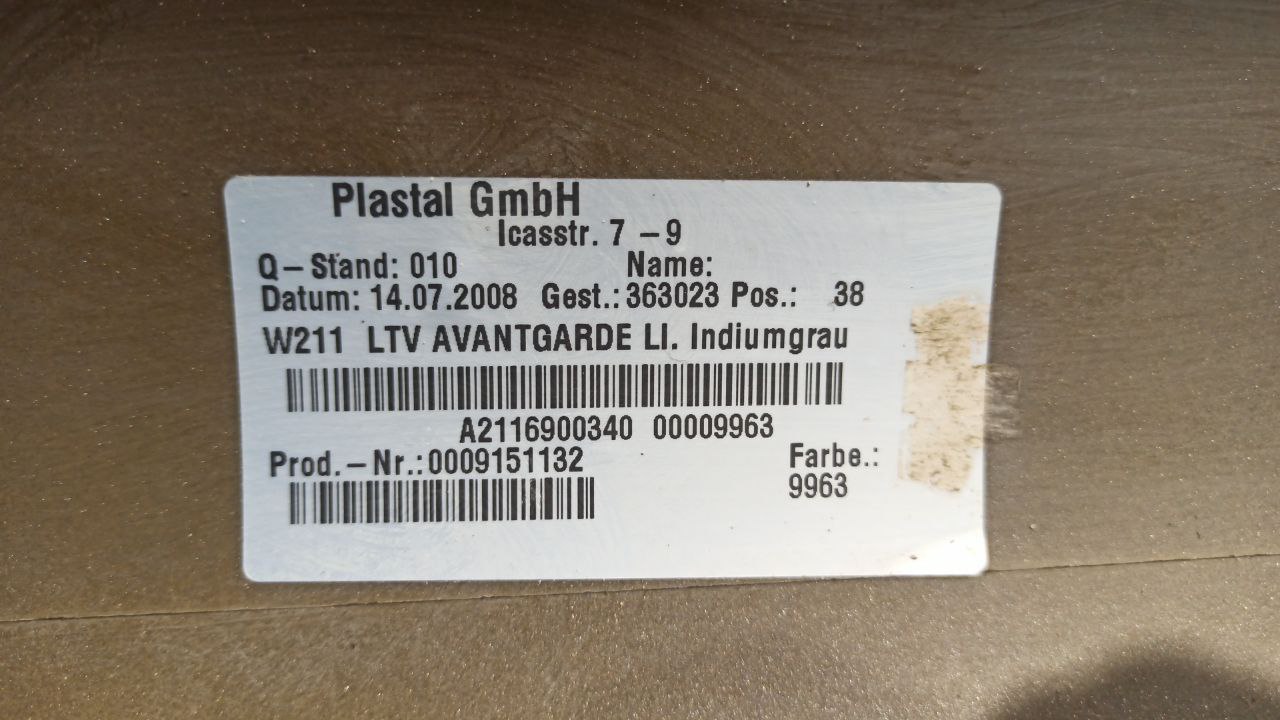 Plastal GmbH
Icasstr. 7 – 9
Q – Stand: 010 Name:
Datum: 14.07.2008 Gest.: 363023 Pos.: 38
W211 LTV AVANTGARDE LI. Indiumgrau
A2116900340 00009963
Prod. – Nr.: 0009151132 Farbe.:
9963